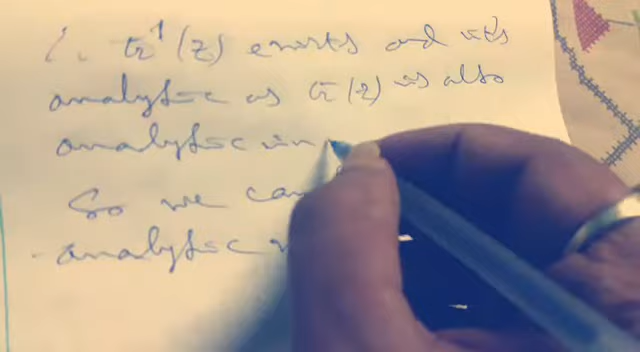 (z) exists and it's
analytic as (z) is also
analytic in
So we can
analytic